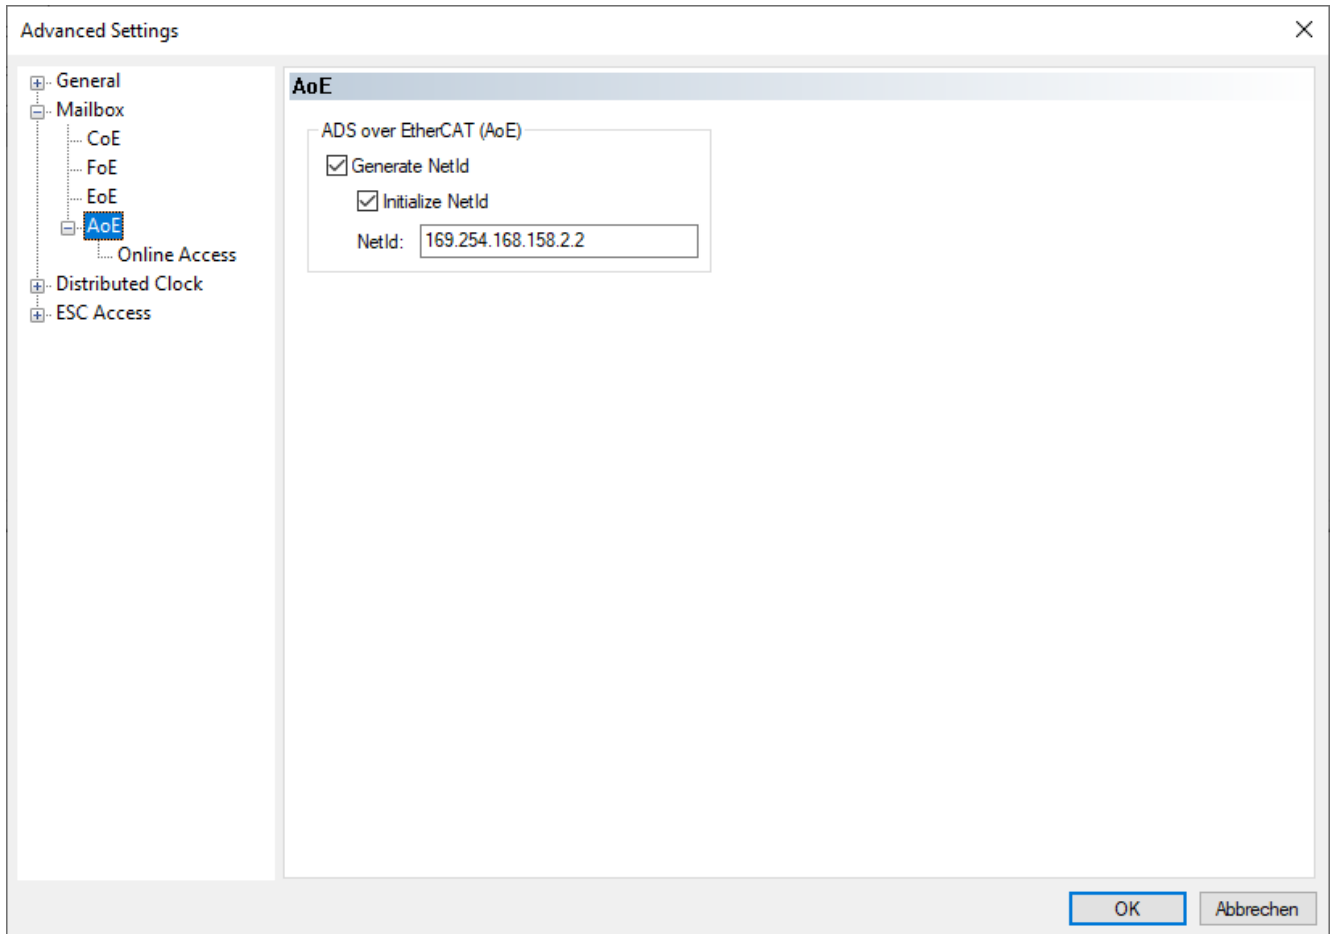 Advanced Settings
General
Mailbox
CoE
FoE
EoE
AoE
Online Access
Distributed Clock
ESC Access
AoE
ADS over EtherCAT (AoE)
Generate NetId
Initialize NetId
NetId: 169.254.168.158.2.2
OK Abbrechen